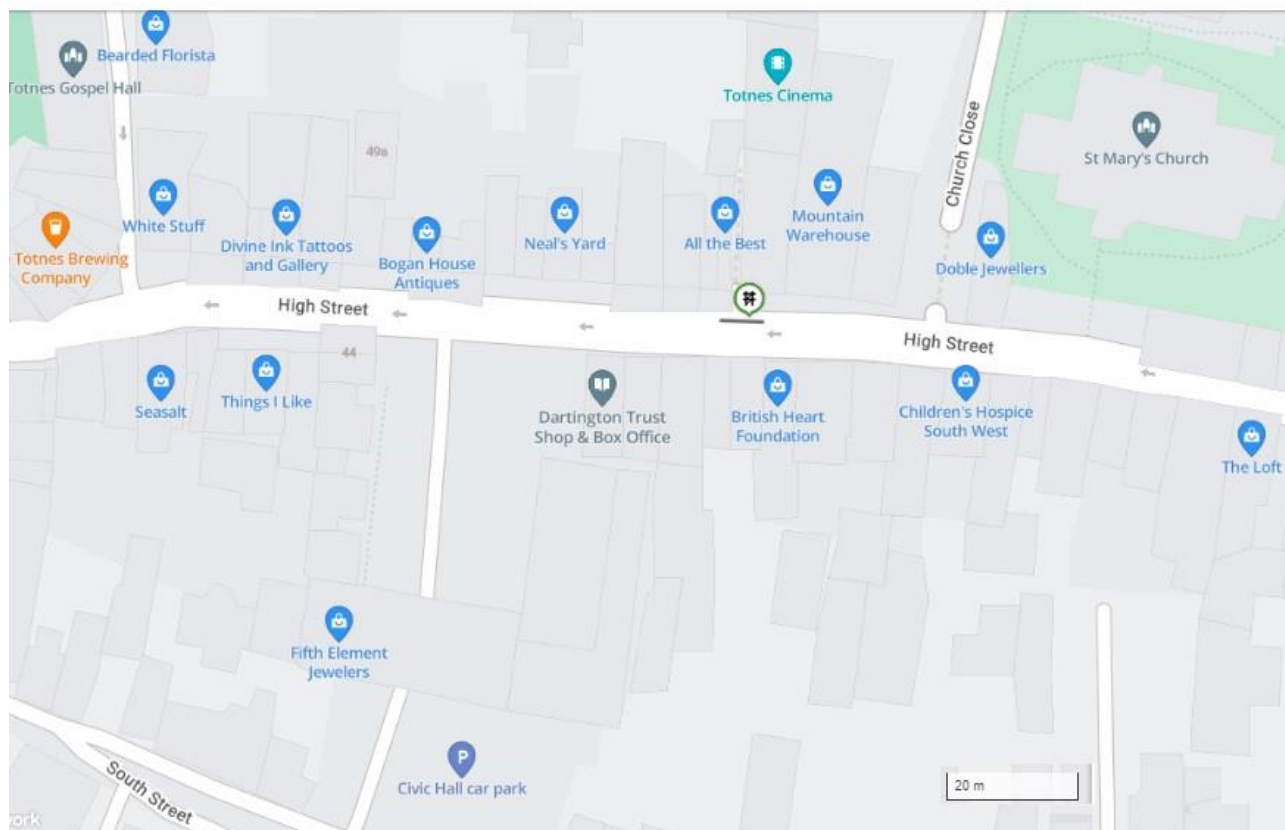 Bearded Florista
Totnes Gospel Hall
Totnes Cinema
Church Close
St Mary's Church
49a
White Stuff
Divine Ink Tattoos
and Gallery
Bogan House
Antiques
Neal's Yard
All the Best
Mountain
Warehouse
Doble Jewellers
Totnes Brewing
Company
High Street
High Street
44
Seasalt
Things I Like
Dartington Trust
Shop & Box Office
British Heart
Foundation
Children's Hospice
South West
The Loft
Fifth Element
Jewelers
P
Civic Hall car park
South Street
20 m